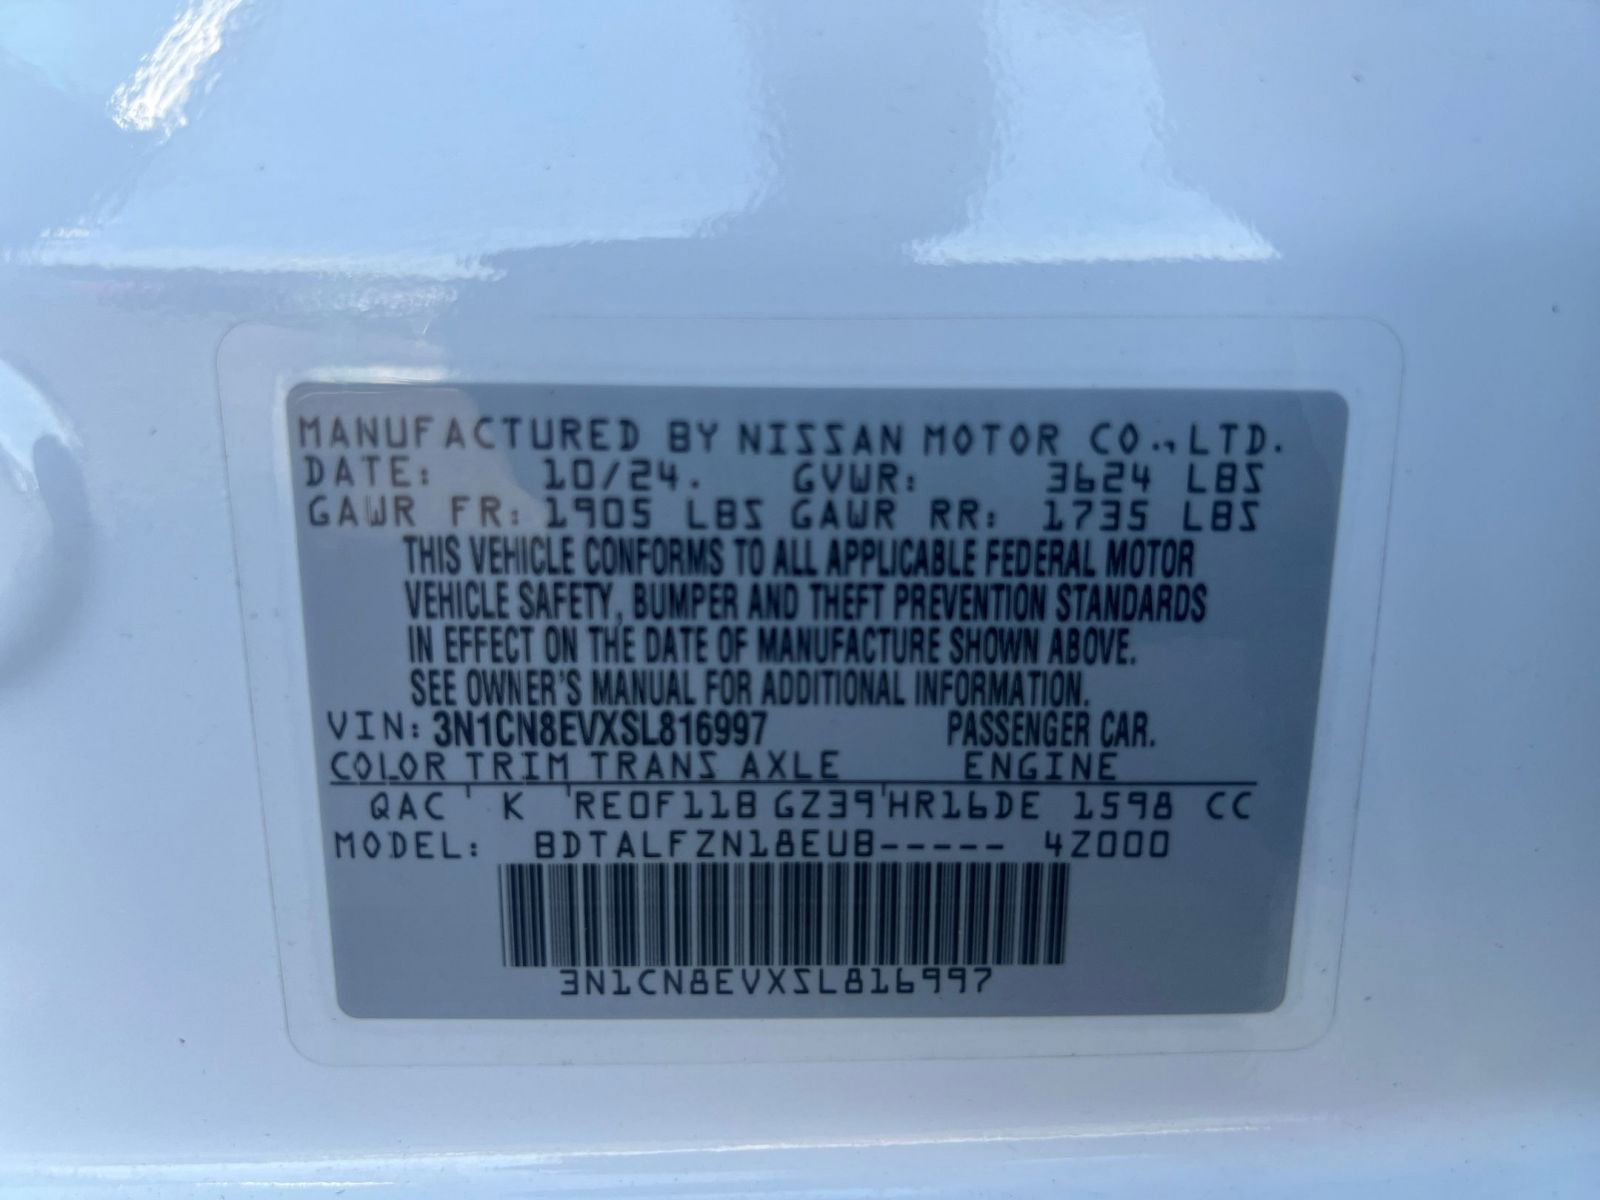 MANUFACTURED BY NISSAN MOTOR CO., LTD.
DATE: 10/24. GVWR: 3624 LBS
GAWR FR: 1905 LBS GAWR RR: 1735 LBS
THIS VEHICLE CONFORMS TO ALL APPLICABLE FEDERAL MOTOR
VEHICLE SAFETY, BUMPER AND THEFT PREVENTION STANDARDS
IN EFFECT ON THE DATE OF MANUFACTURE SHOWN ABOVE.
SEE OWNER'S MANUAL FOR ADDITIONAL INFORMATION.
VIN: 3N1CN8EVXSL816997 PASSENGER CAR.
COLOR TRIM TRANS AXLE ENGINE
QAC K RE0F11B GZ39 HR16DE 1598 CC
MODEL: BDTALFZN18EUB----- 4Z000
3N1CN8EVXSL816997